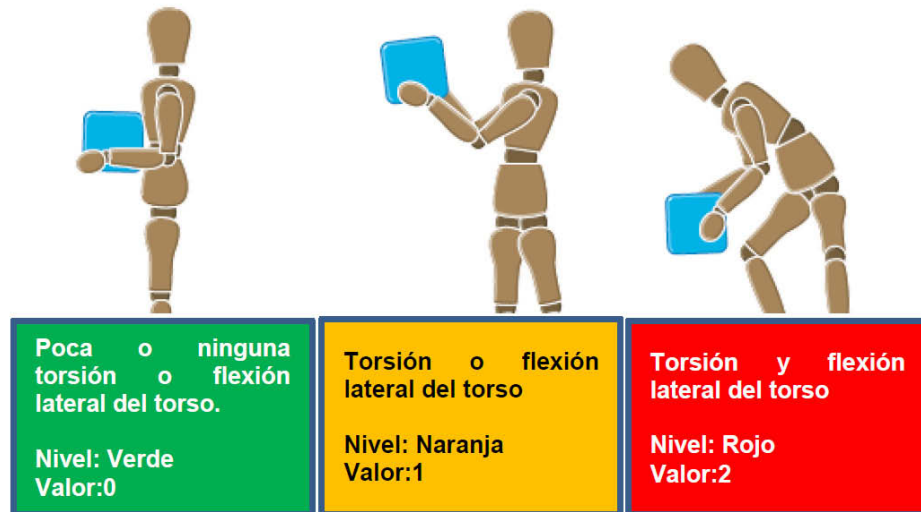 Poca o ninguna
torsión o flexión
lateral del torso.
Nivel: Verde
Valor:0
Torsión o flexión
lateral del torso
Nivel: Naranja
Valor:1
Torsión y flexión
lateral del torso
Nivel: Rojo
Valor:2